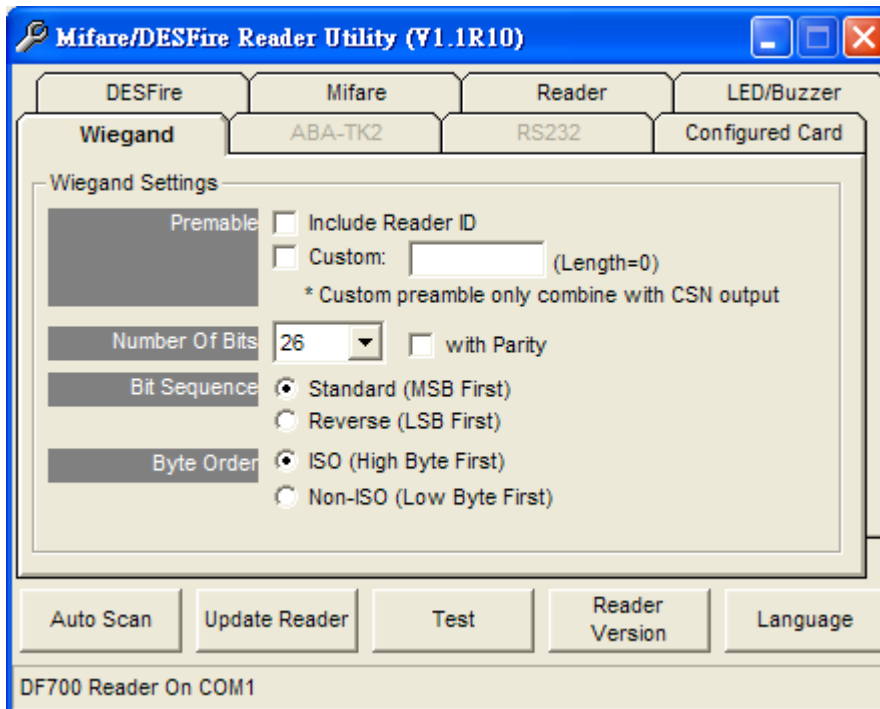 Mifare/DESFire Reader Utility (V1.1R10)
DESFire Mifare Reader LED/Buzzer
Wiegand ABA-TK2 RS232 Configured Card
Wiegand Settings
Premable Include Reader ID
Custom: (Length=0)
* Custom preamble only combine with CSN output
Number Of Bits 26 with Parity
Bit Sequence Standard (MSB First)
Reverse (LSB First)
Byte Order ISO (High Byte First)
Non-ISO (Low Byte First)
Auto Scan Update Reader Test Reader Version Language
DF700 Reader On COM1